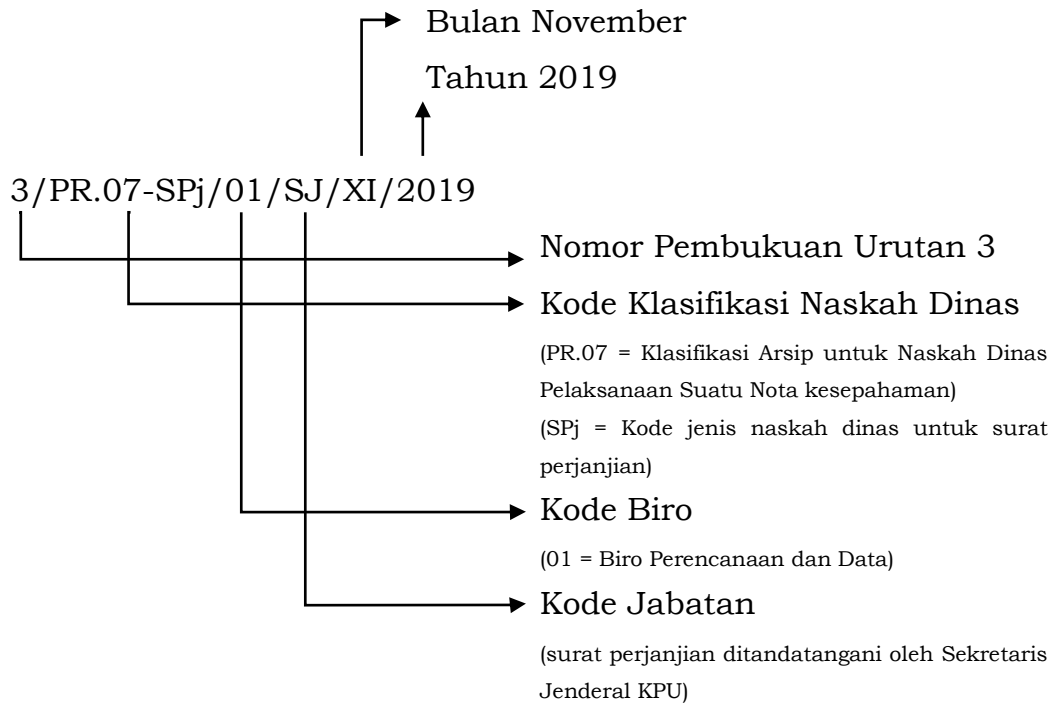 Bulan November
Tahun 2019
3/PR.07-SPj/01/SJ/XI/2019
Nomor Pembukuan Urutan 3
Kode Klasifikasi Naskah Dinas
(PR.07 = Klasifikasi Arsip untuk Naskah Dinas
Pelaksanaan Suatu Nota kesepahaman)
(SPj = Kode jenis naskah dinas untuk surat
perjanjian)
Kode Biro
(01 = Biro Perencanaan dan Data)
Kode Jabatan
(surat perjanjian ditandatangani oleh Sekretaris
Jenderal KPU)